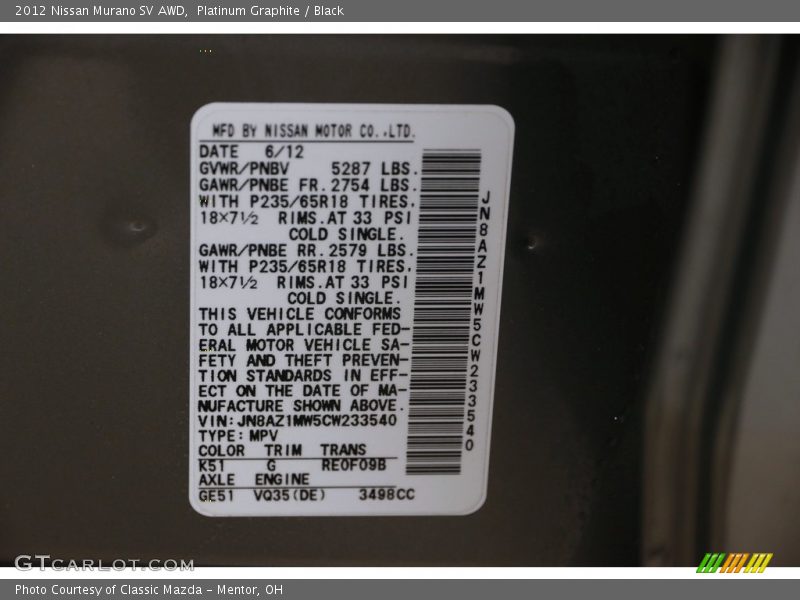 2012 Nissan Murano SV AWD, Platinum Graphite / Black
MFD BY NISSAN MOTOR CO.,LTD.
DATE 6/12
GVWR/PNBV 5287 LBS.
GAWR/PNBE FR. 2754 LBS.
WITH P235/65R18 TIRES.
18×7½ RIMS.AT 33 PSI
COLD SINGLE.
GAWR/PNBE RR. 2579 LBS.
WITH P235/65R18 TIRES.
18×7½ RIMS.AT 33 PSI
COLD SINGLE.
THIS VEHICLE CONFORMS
TO ALL APPLICABLE FED-
ERAL MOTOR VEHICLE SA-
FETY AND THEFT PREVEN-
TION STANDARDS IN EFF-
ECT ON THE DATE OF MA-
NUFACTURE SHOWN ABOVE.
VIN:JN8AZ1MW5CW233540
TYPE:MPV
COLOR TRIM TRANS
K51 G RE0F09B
AXLE ENGINE
GE51 VQ35(DE) 3498CC
JN8AZ1MW5CW233540
GTCARLOT.COM
Photo Courtesy of Classic Mazda - Mentor, OH